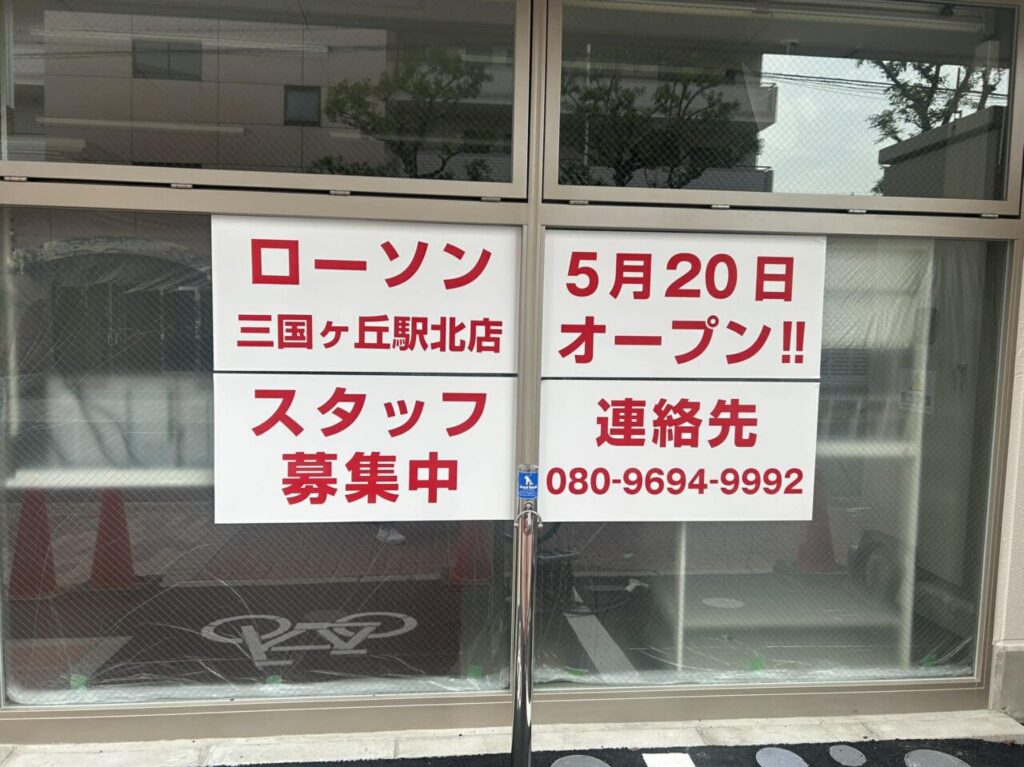 ローソン
三国ヶ丘駅北店
スタッフ
募集中
5月20日
オープン!!
連絡先
080-9694-9992